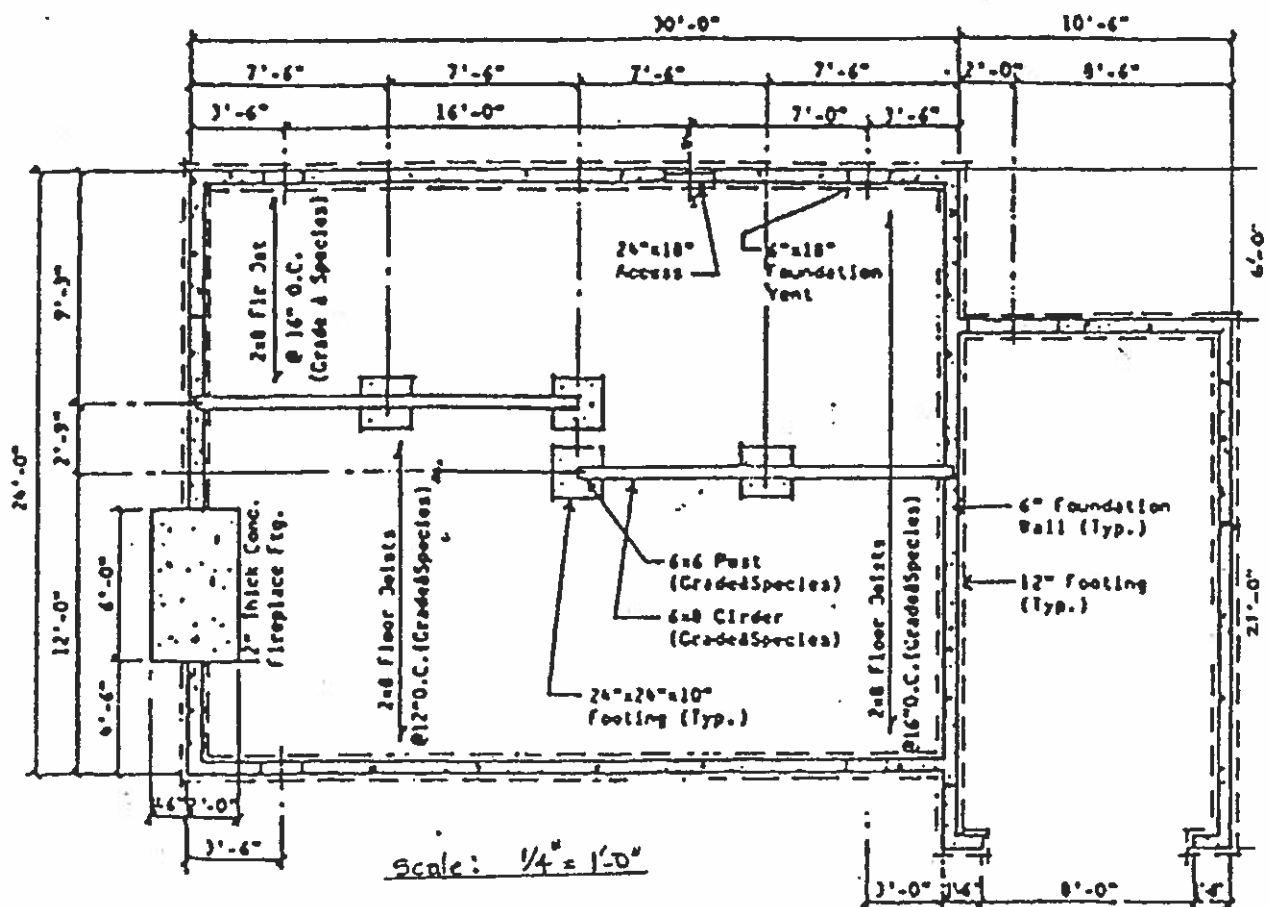 30'-0"
10'-6"
7'-6"
7'-6"
7'-6"
7'-6"
2'-0"
8'-6"
3'-6"
16'-0"
7'-0"
3'-6"
24"x18"
Access
6"x18"
Foundation
Vent
2x8 Flr Jst
@ 16" O.C.
(Grade & Species)
9'-3"
6'-0"
2'-9"
24'-0"
12'-0"
6'-0"
4'-6"
12" Thick Conc.
Fireplace Ftg.
2x8 Floor Joists
@12"O.C.(Grade&Species)
6x6 Post
(Grade&Species)
6x8 Girder
(Grade&Species)
24"x24"x10"
Footing (Typ.)
2x8 Floor Joists
@16"O.C.(Grade&Species)
6" Foundation
Wall (Typ.)
12" Footing
(Typ.)
21'-0"
2'-0"
3'-6"
Scale: 1/4" = 1'-0"
3'-0"
8'-0"